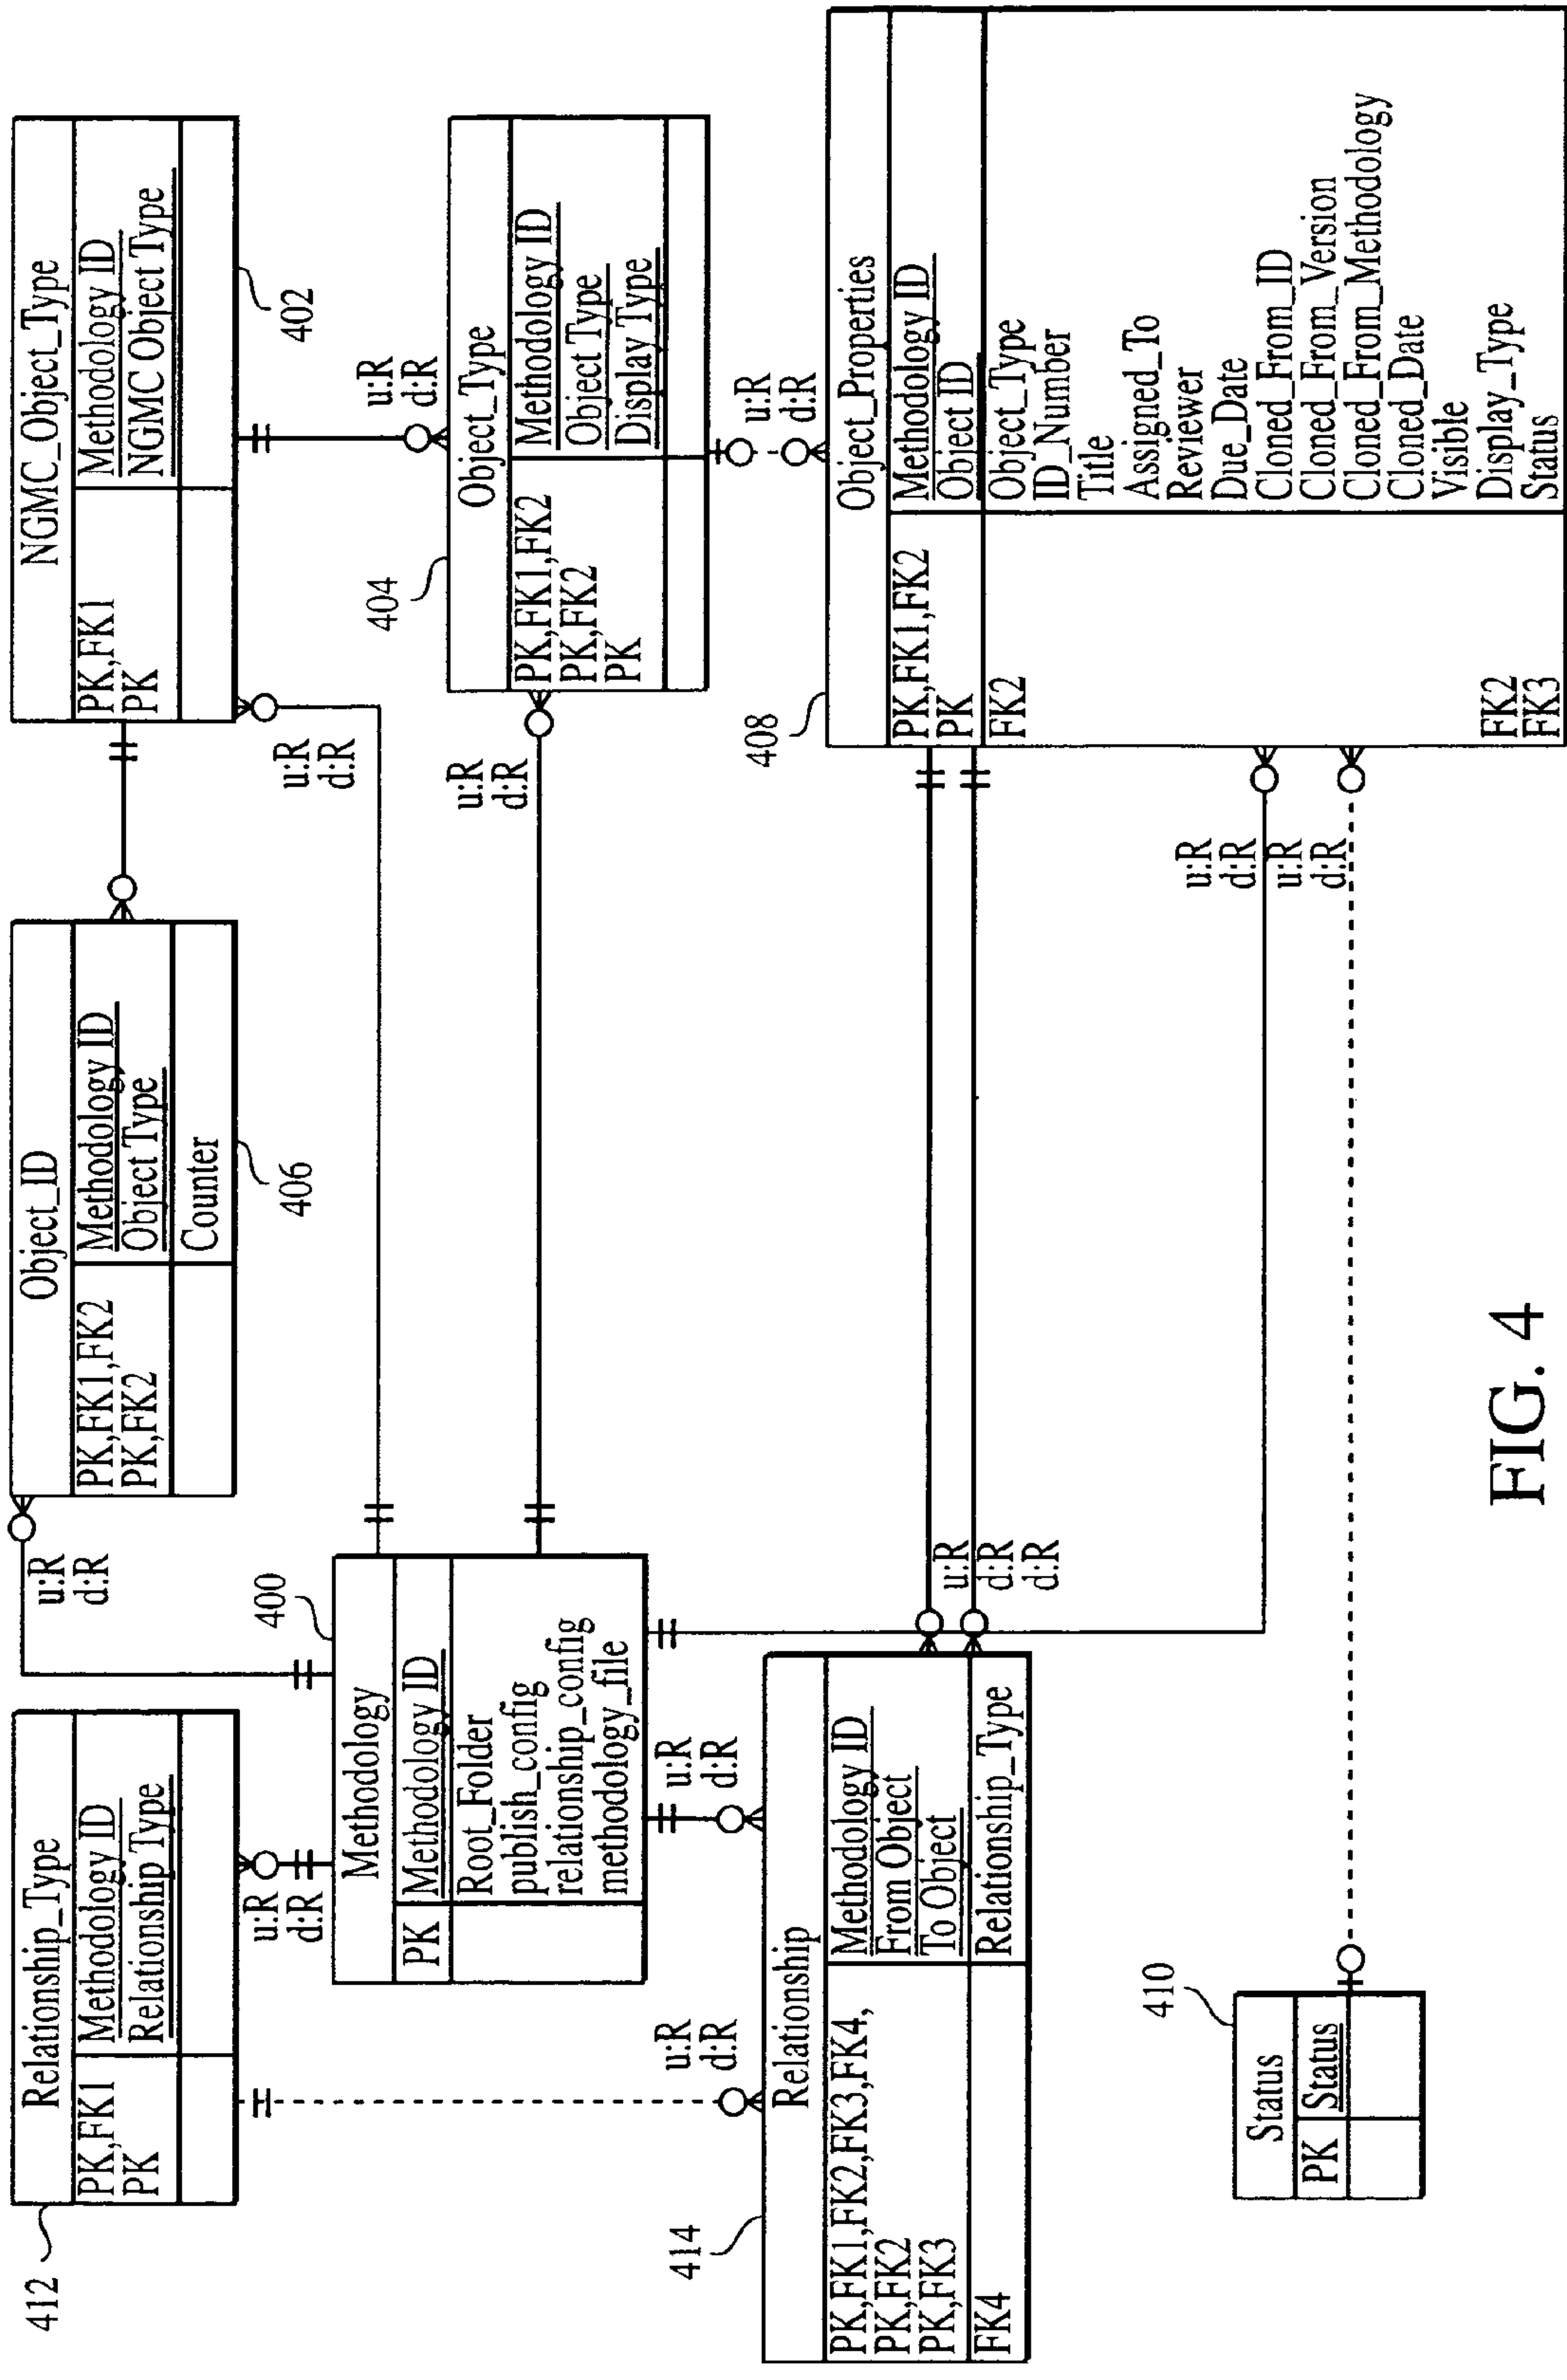 412
Relationship_Type
PK,FK1 Methodology ID
PK Relationship Type
Object_ID
PK,FK1,FK2 Methodology ID
PK,FK2 Object Type
Counter
406
NGMC_Object_Type
PK,FK1 Methodology ID
PK NGMC Object Type
402
u:R
d:R
u:R
d:R
u:R
d:R
u:R
d:R
400
Methodology
PK Methodology ID
Root_Folder
publish_config
relationship_config
methodology_file
404
Object_Type
PK,FK1,FK2 Methodology ID
PK,FK2 Object Type
PK Display Type
u:R
d:R
u:R
d:R
u:R
d:R
u:R
d:R
414
Relationship
PK,FK1,FK2,FK3,FK4, Methodology ID
PK,FK2 From Object
PK,FK3 To Object
FK4 Relationship_Type
u:R
d:R
d:R
408
Object_Properties
PK,FK1,FK2 Methodology ID
PK Object ID
FK2 Object_Type
ID_Number
Title
Assigned_To
Reviewer
Due_Date
Cloned_From_ID
Cloned_From_Version
Cloned_From_Methodology
Cloned_Date
Visible
FK2 Display_Type
FK3 Status
u:R
d:R
u:R
d:R
410
Status
PK Status
FIG. 4